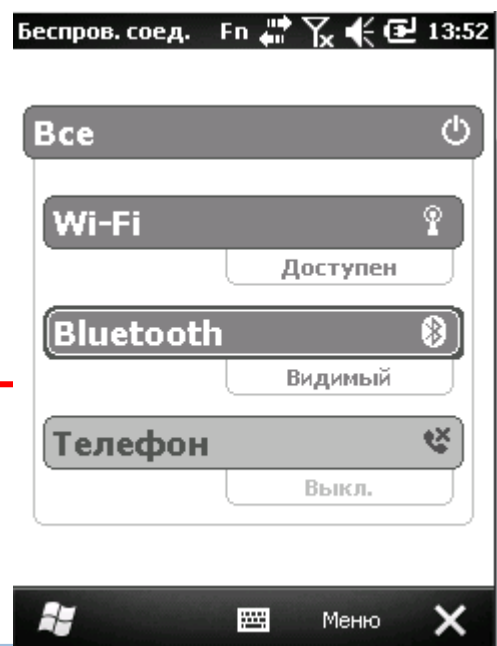 Беспров. соед. Fn 13:52
Все
Wi-Fi
Доступен
Bluetooth
Видимый
Телефон
Выкл.
Меню